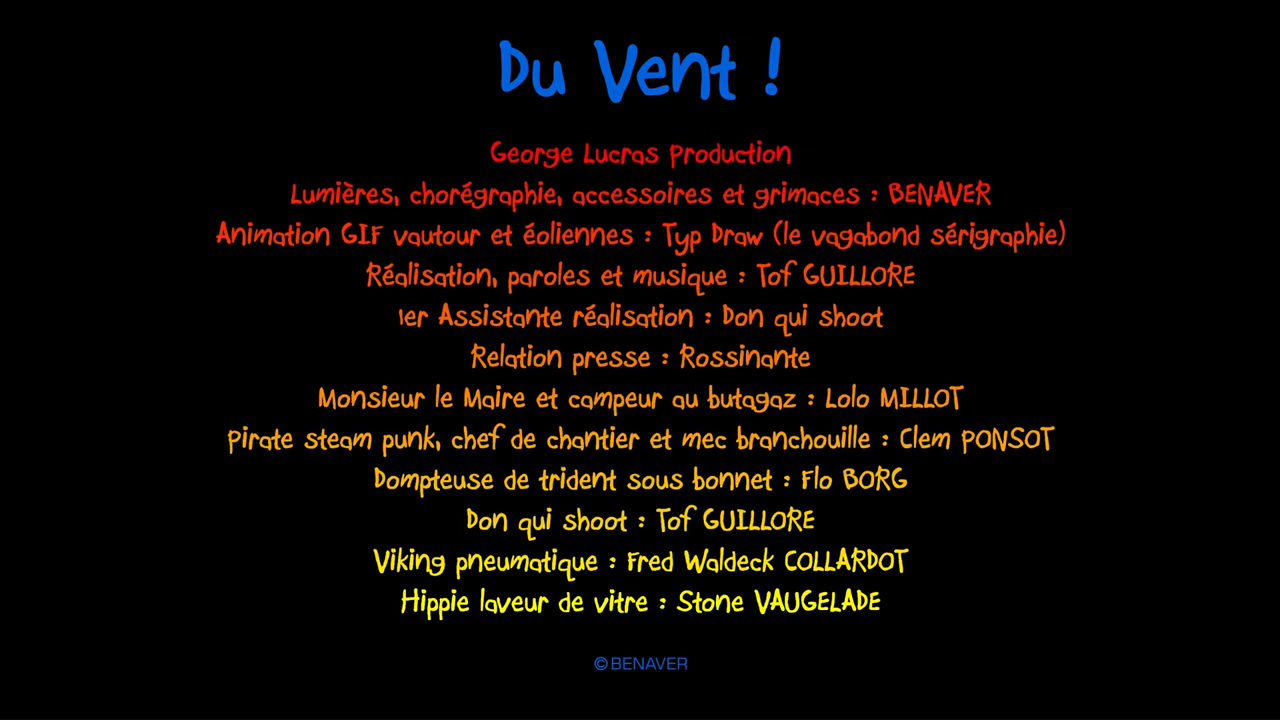 Du Vent !
George Lucras Production
Lumières, chorégraphie, accessoires et grimaces : BENAVER
Animation GIF vautour et éoliennes : Typ Draw (le vagabond sérigraphie)
Réalisation, paroles et musique : Tof GUILLORE
1er Assistante réalisation : Don qui shoot
Relation presse : Rossinante
Monsieur le Maire et campeur au butagaz : Lolo MILLOT
Pirate steam punk, chef de chantier et mec branchouille : Clem PONSOT
Dompteuse de trident sous bonnet : Flo BORG
Don qui shoot : Tof GUILLORE
Viking pneumatique : Fred Waldeck COLLARDOT
Hippie laveur de vitre : Stone VAUGELADE
© BENAVER